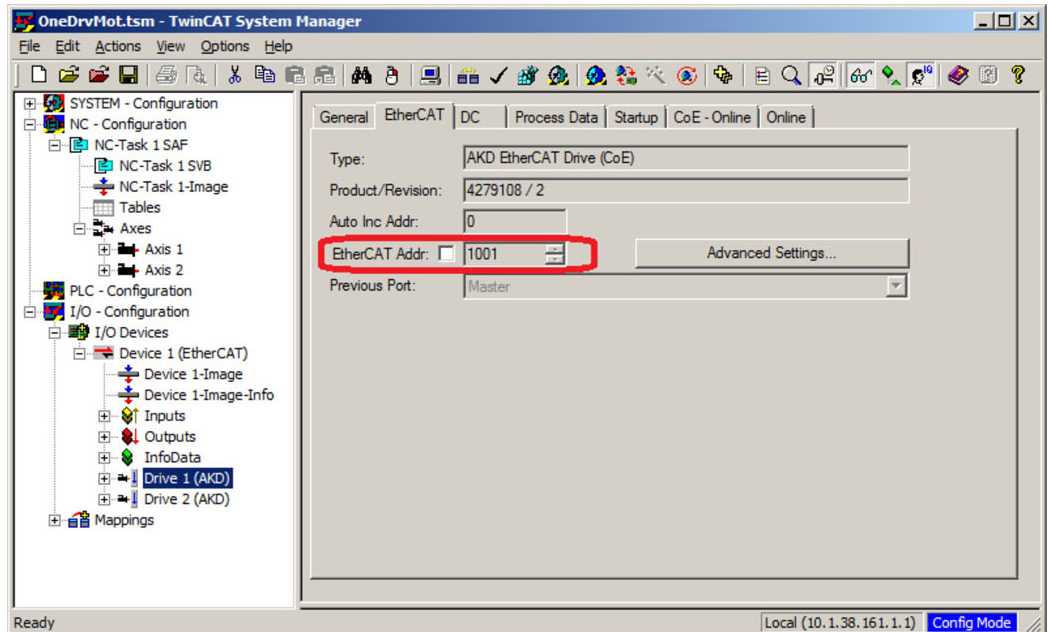 OneDrvMot.tsm - TwinCAT System Manager
File Edit Actions View Options Help
SYSTEM - Configuration
NC - Configuration
NC-Task 1 SAF
NC-Task 1 SVB
NC-Task 1-Image
Tables
Axes
Axis 1
Axis 2
PLC - Configuration
I/O - Configuration
I/O Devices
Device 1 (EtherCAT)
Device 1-Image
Device 1-Image-Info
Inputs
Outputs
InfoData
Drive 1 (AKD)
Drive 2 (AKD)
Mappings
General EtherCAT DC Process Data Startup CoE - Online Online
Type: AKD EtherCAT Drive (CoE)
Product/Revision: 4279108 / 2
Auto Inc Addr: 0
EtherCAT Addr: 1001 Advanced Settings...
Previous Port: Master
Ready Local (10.1.38.161.1.1) Config Mode